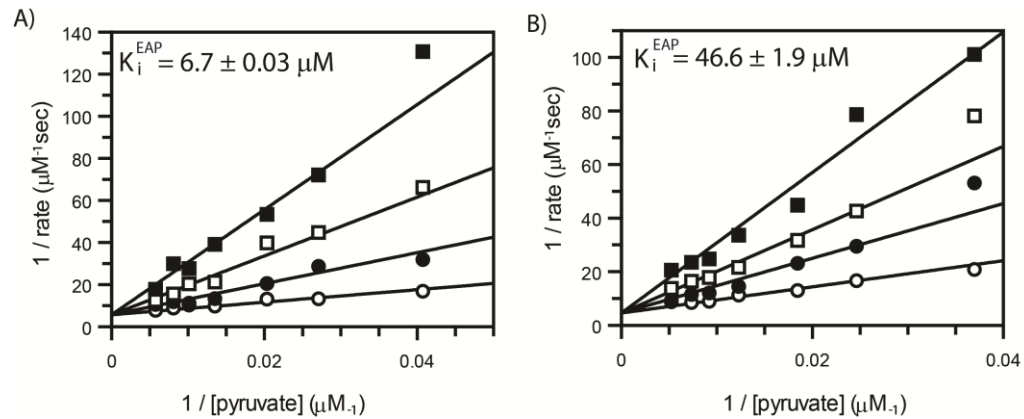 A)
K_i^EAP = 6.7 ± 0.03 μM
1 / rate (μM⁻¹sec)
140
120
100
80
60
40
20
0
0
0.02
0.04
1 / [pyruvate] (μM₋₁)
B)
K_i^EAP = 46.6 ± 1.9 μM
1 / rate (μM⁻¹sec)
100
80
60
40
20
0
0
0.02
0.04
1 / [pyruvate] (μM₋₁)